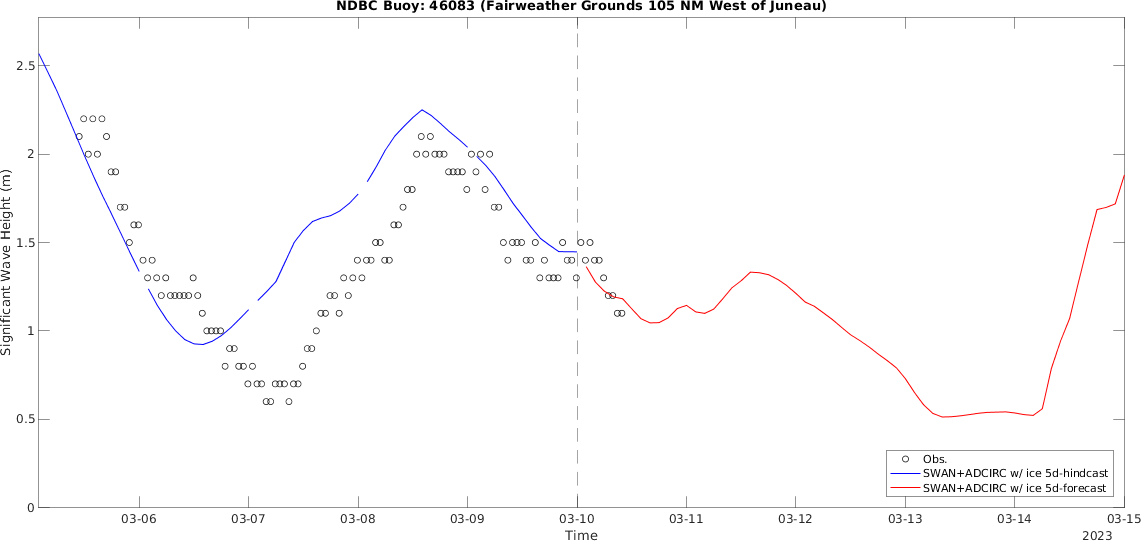 NDBC Buoy: 46083 (Fairweather Grounds 105 NM West of Juneau)
Significant Wave Height (m)
2.5
2
1.5
1
0.5
0
Obs.
SWAN+ADCIRC w/ ice 5d-hindcast
SWAN+ADCIRC w/ ice 5d-forecast
03-06 03-07 03-08 03-09 03-10 03-11 03-12 03-13 03-14 03-15
Time
2023